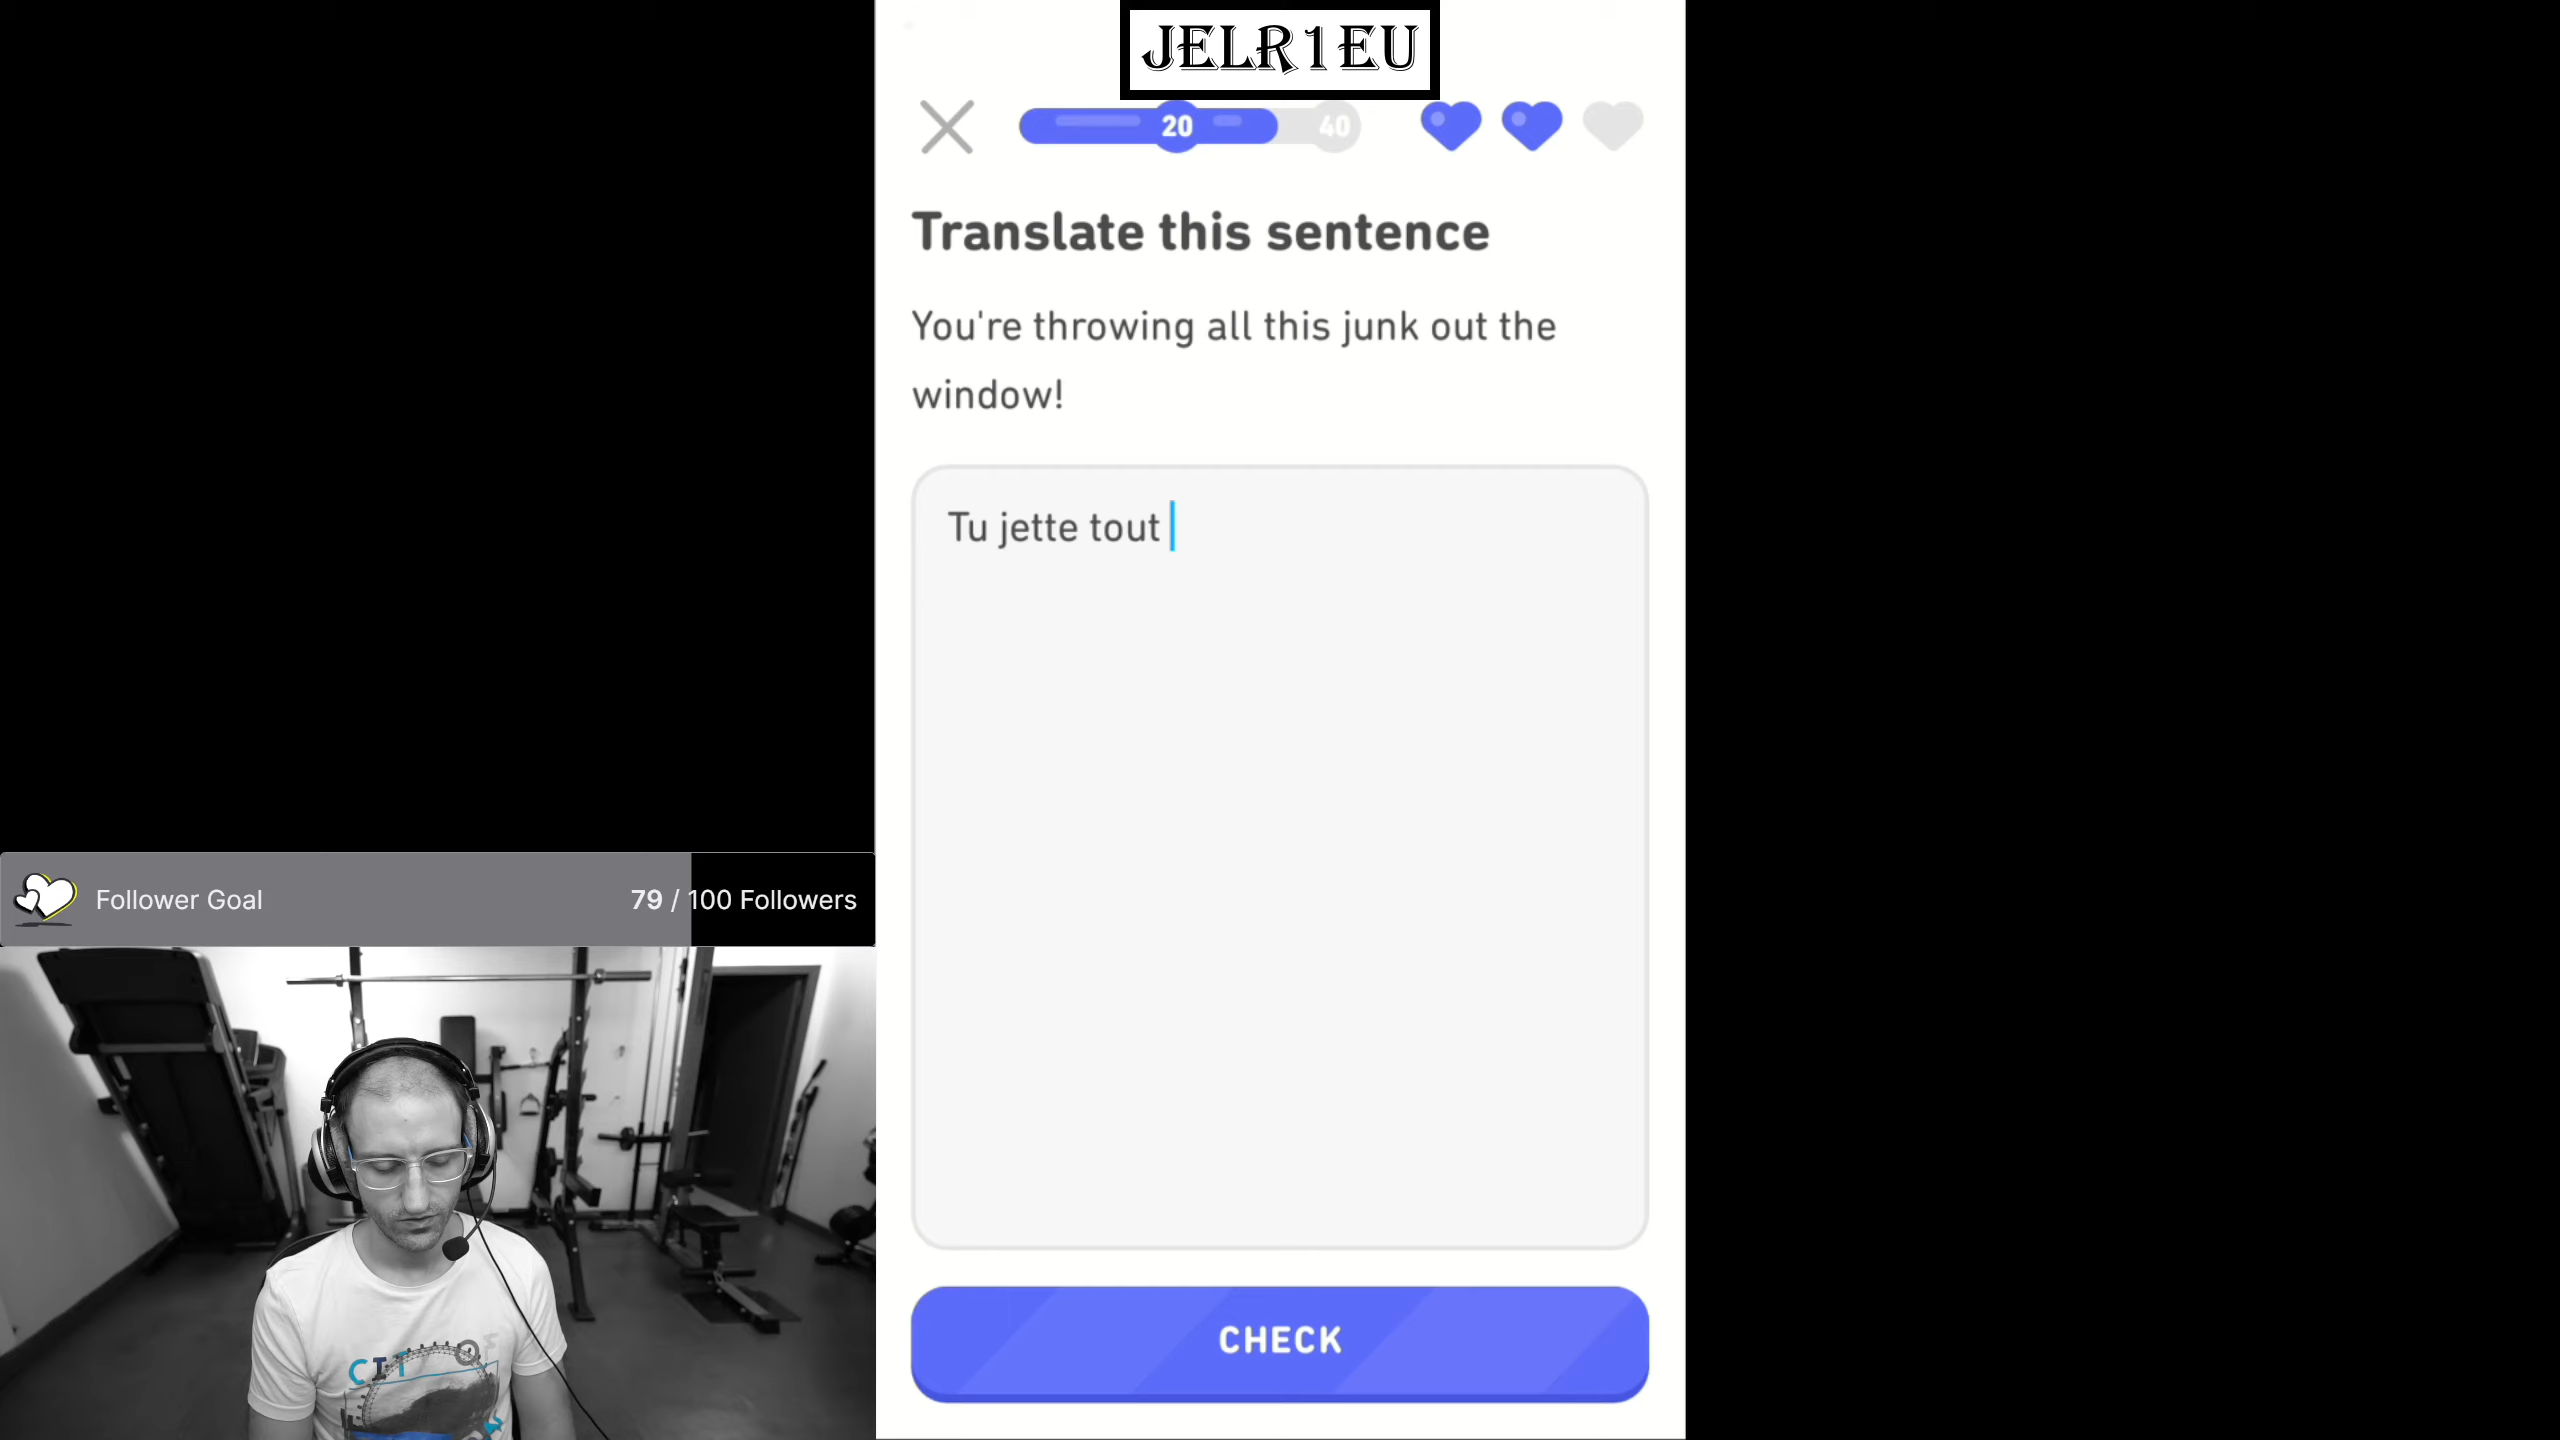 JELR1EU
20
40
Translate this sentence
You're throwing all this junk out the
window!
Tu jette tout
CHECK
Follower Goal
79 / 100 Followers